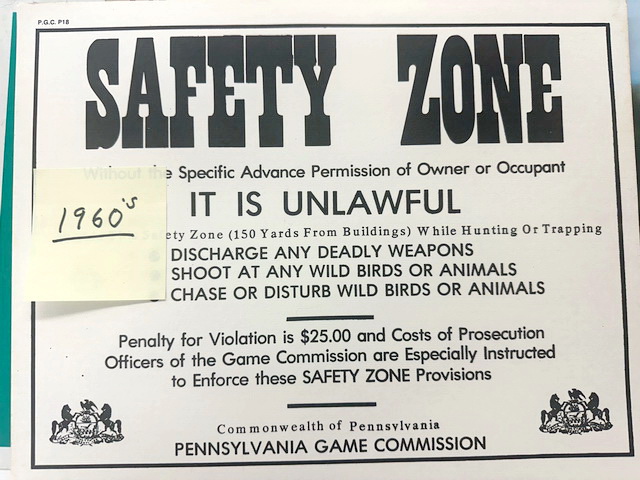 P.G.C. P18
SAFETY ZONE
Without the Specific Advance Permission of Owner or Occupant
IT IS UNLAWFUL
1960's
Zone (150 Yards From Buildings) While Hunting Or Trapping
DISCHARGE ANY DEADLY WEAPONS
SHOOT AT ANY WILD BIRDS OR ANIMALS
CHASE OR DISTURB WILD BIRDS OR ANIMALS
Penalty for Violation is $25.00 and Costs of Prosecution
Officers of the Game Commission are Especially Instructed
to Enforce these SAFETY ZONE Provisions
Commonwealth of Pennsylvania
PENNSYLVANIA GAME COMMISSION